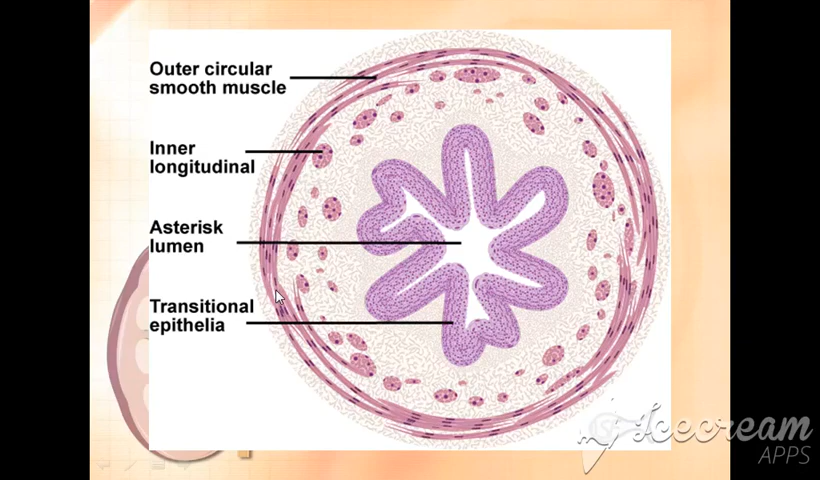 Outer circular
smooth muscle
Inner
longitudinal
Asterisk
lumen
Transitional
epithelia
Icecream
APPS